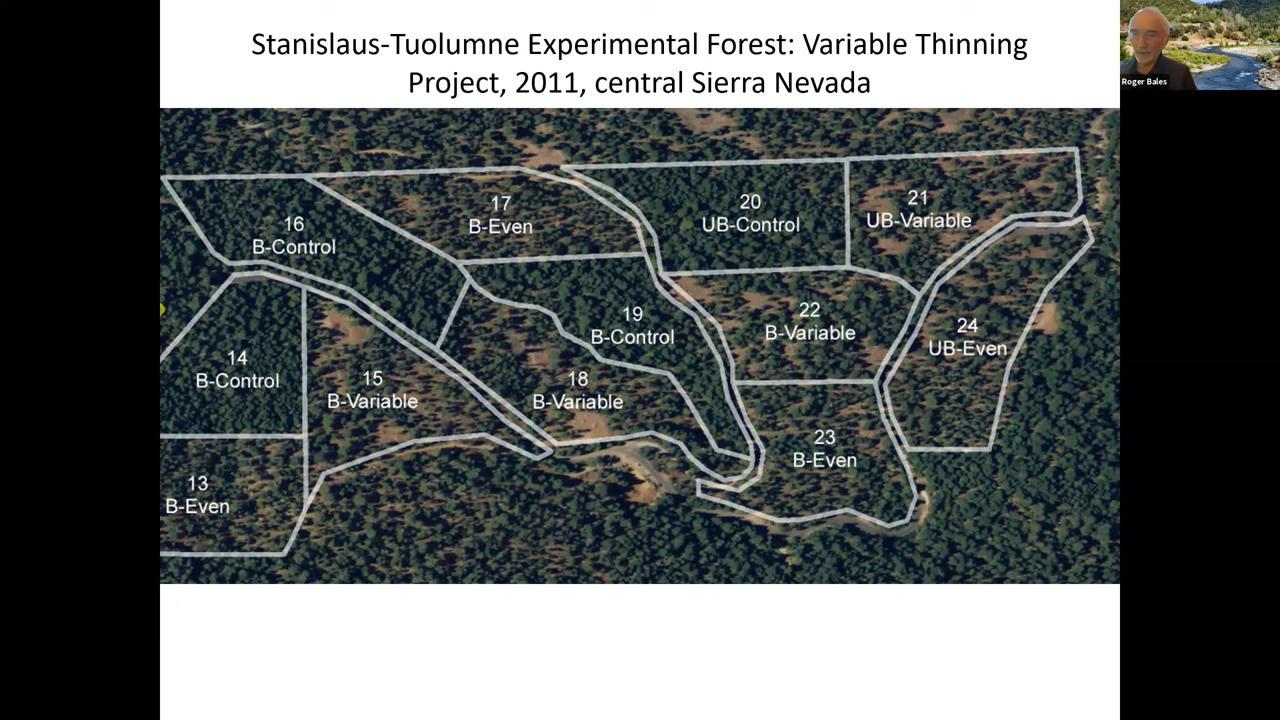 Stanislaus-Tuolumne Experimental Forest: Variable Thinning
Project, 2011, central Sierra Nevada
Roger Bales
16
B-Control
17
B-Even
20
UB-Control
21
UB-Variable
14
B-Control
15
B-Variable
18
B-Variable
19
B-Control
22
B-Variable
24
UB-Even
13
B-Even
23
B-Even